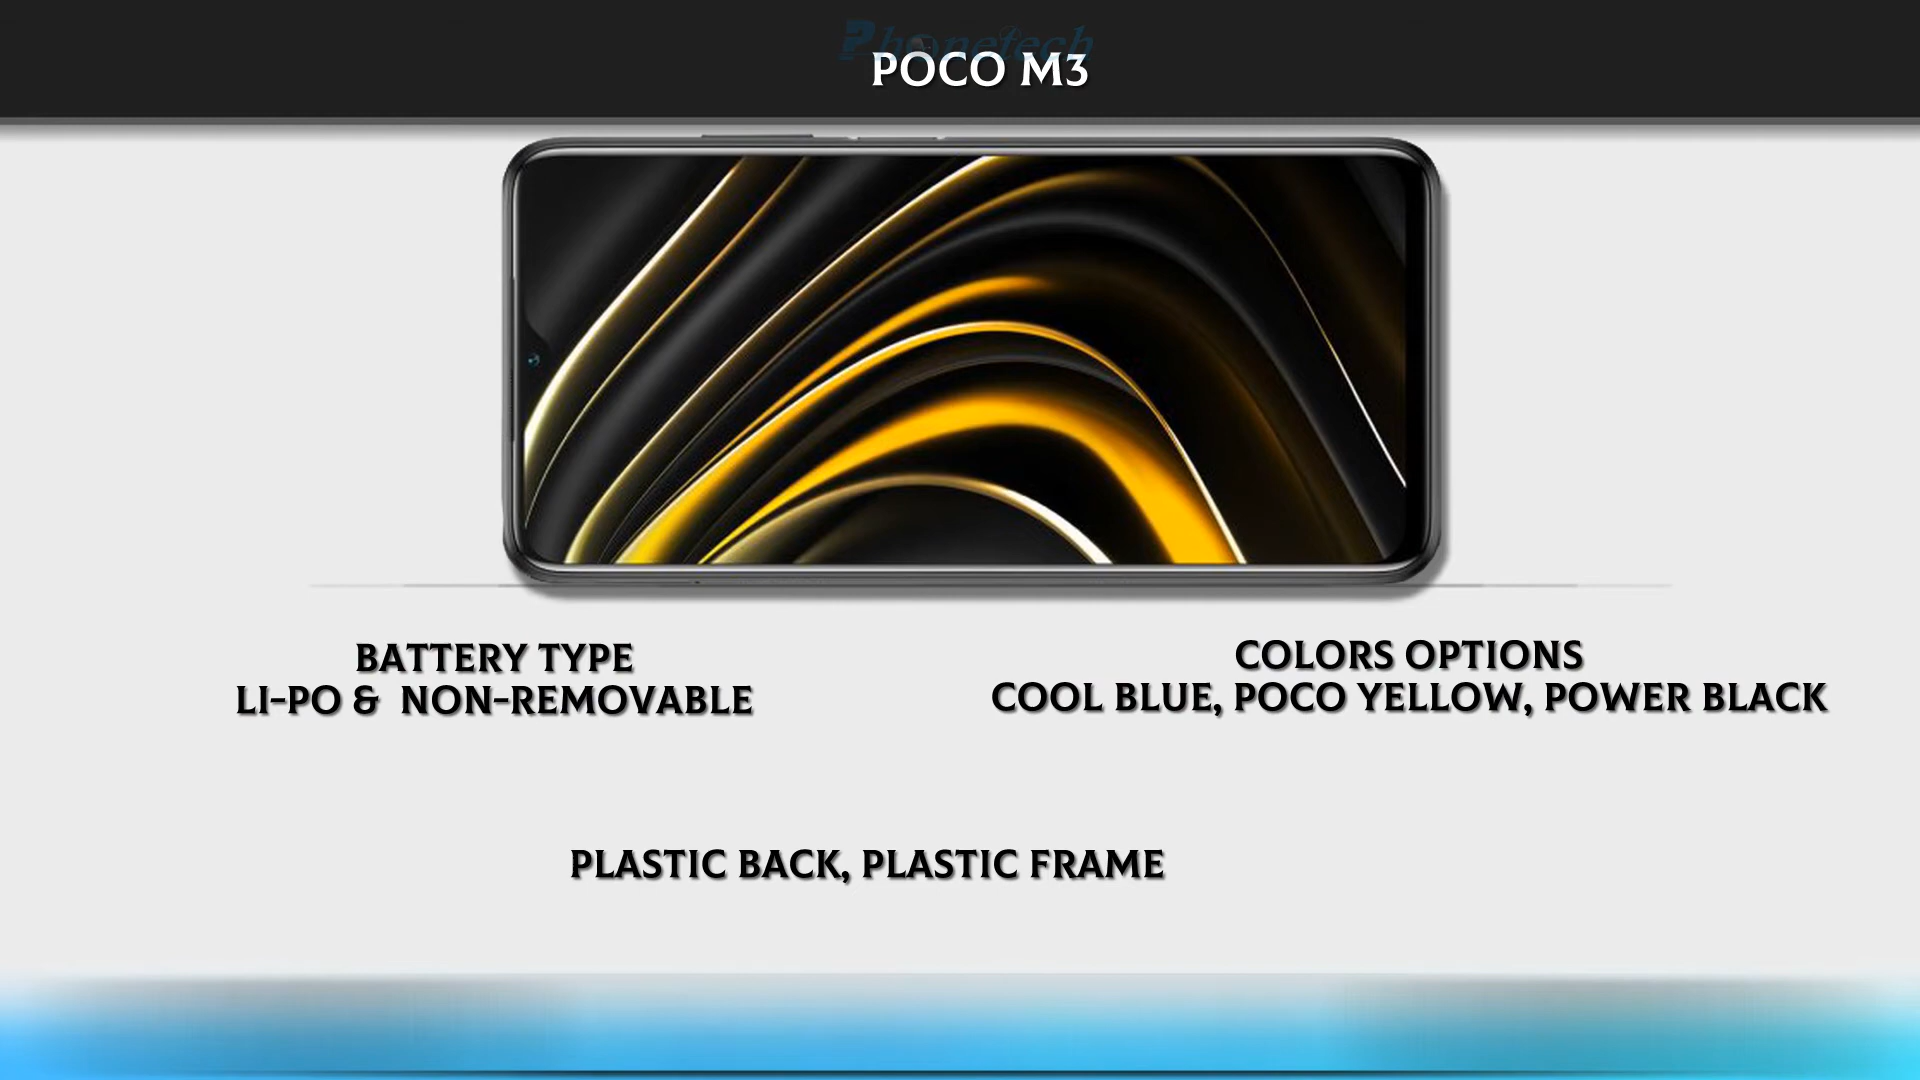 Phonetech
POCO M3
BATTERY TYPE
LI-PO & NON-REMOVABLE
COLORS OPTIONS
COOL BLUE, POCO YELLOW, POWER BLACK
PLASTIC BACK, PLASTIC FRAME